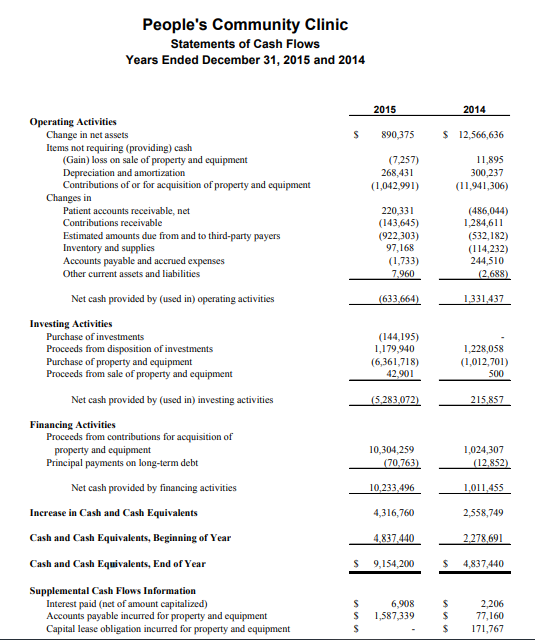 People's Community Clinic
Statements of Cash Flows
Years Ended December 31, 2015 and 2014
2015 2014
Operating Activities
Change in net assets $ 890,375 $ 12,566,636
Items not requiring (providing) cash
(Gain) loss on sale of property and equipment (7,257) 11,895
Depreciation and amortization 268,431 300,237
Contributions of or for acquisition of property and equipment (1,042,991) (11,941,306)
Changes in
Patient accounts receivable, net 220,331 (486,044)
Contributions receivable (143,645) 1,284,611
Estimated amounts due from and to third-party payers (922,303) (532,182)
Inventory and supplies 97,168 (114,232)
Accounts payable and accrued expenses (1,733) 244,510
Other current assets and liabilities 7,960 (2,688)
Net cash provided by (used in) operating activities (633,664) 1,331,437
Investing Activities
Purchase of investments (144,195) -
Proceeds from disposition of investments 1,179,940 1,228,058
Purchase of property and equipment (6,361,718) (1,012,701)
Proceeds from sale of property and equipment 42,901 500
Net cash provided by (used in) investing activities (5,283,072) 215,857
Financing Activities
Proceeds from contributions for acquisition of
property and equipment 10,304,259 1,024,307
Principal payments on long-term debt (70,763) (12,852)
Net cash provided by financing activities 10,233,496 1,011,455
Increase in Cash and Cash Equivalents 4,316,760 2,558,749
Cash and Cash Equivalents, Beginning of Year 4,837,440 2,278,691
Cash and Cash Equivalents, End of Year $ 9,154,200 $ 4,837,440
Supplemental Cash Flows Information
Interest paid (net of amount capitalized) $ 6,908 $ 2,206
Accounts payable incurred for property and equipment $ 1,587,339 $ 77,160
Capital lease obligation incurred for property and equipment $ - $ 171,767